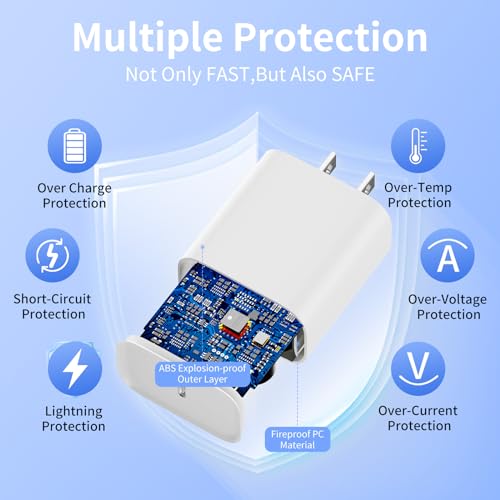 Multiple Protection
Not Only FAST,But Also SAFE
Over Charge
Protection
Over-Temp
Protection
Short-Circuit
Protection
A
Over-Voltage
Protection
ABS Explosion-proof
Outer Layer
Lightning
Protection
V
Over-Current
Protection
Fireproof PC
Material